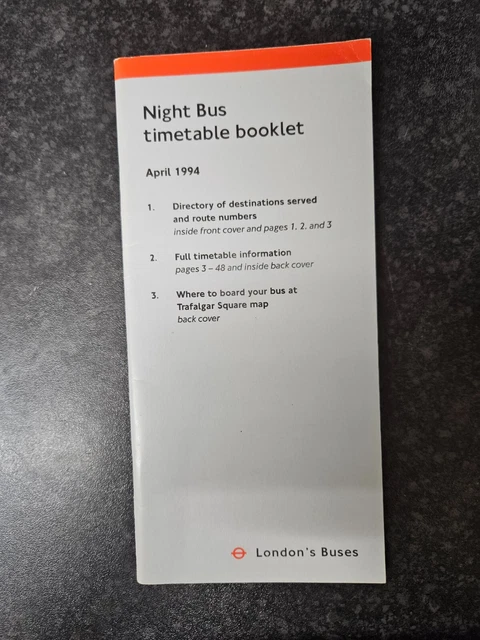 Night Bus
timetable booklet
April 1994
1. Directory of destinations served
and route numbers
inside front cover and pages 1, 2, and 3
2. Full timetable information
pages 3 – 48 and inside back cover
3. Where to board your bus at
Trafalgar Square map
back cover
London's Buses